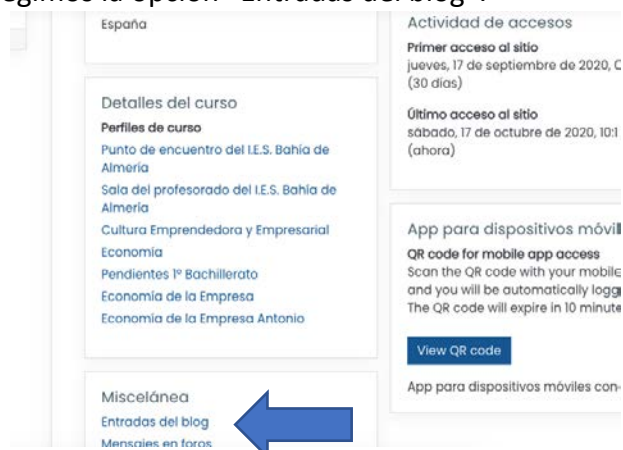 la opción "Entradas del blog".
España
Detalles del curso
Perfiles de curso
Punto de encuentro del I.E.S. Bahía de
Almería
Sala del profesorado del I.E.S. Bahía de
Almería
Cultura Emprendedora y Empresarial
Economía
Pendientes 1º Bachillerato
Economía de la Empresa
Economía de la Empresa Antonio
Miscelánea
Entradas del blog
Mensajes en foros
Actividad de accesos
Primer acceso al sitio
jueves, 17 de septiembre de 2020,
(30 días)
Último acceso al sitio
sábado, 17 de octubre de 2020, 10:1
(ahora)
App para dispositivos móvil
QR code for mobile app access
Scan the QR code with your mobile
and you will be automatically logg
The QR code will expire in 10 minute
View QR code
App para dispositivos móviles con